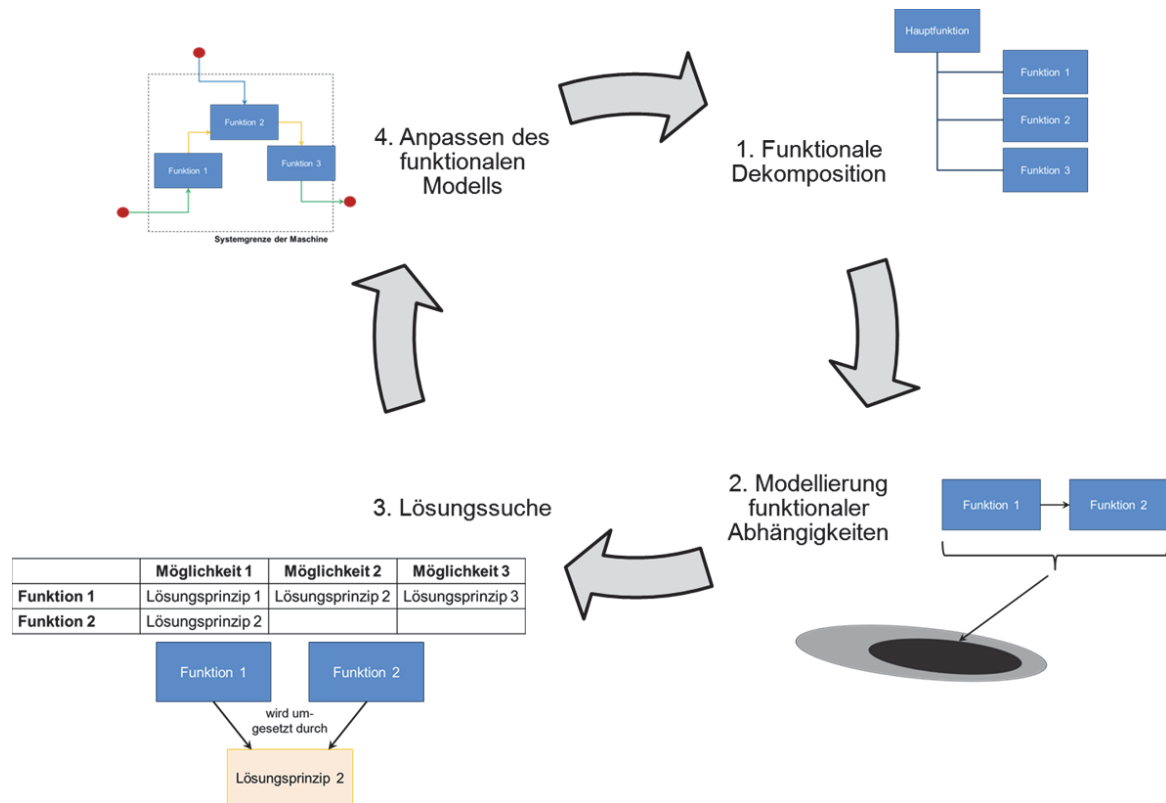 Hauptfunktion
Funktion 1
Funktion 2
Funktion 3
1. Funktionale
Dekomposition
Funktion 2
Funktion 1
Funktion 3
Systemgrenze der Maschine
4. Anpassen des
funktionalen
Modells
2. Modellierung
funktionaler
Abhängigkeiten
Funktion 1
Funktion 2
3. Lösungssuche
Möglichkeit 1 Möglichkeit 2 Möglichkeit 3
Funktion 1 Lösungsprinzip 1 Lösungsprinzip 2 Lösungsprinzip 3
Funktion 2 Lösungsprinzip 2
Funktion 1
Funktion 2
wird um-
gesetzt durch
Lösungsprinzip 2